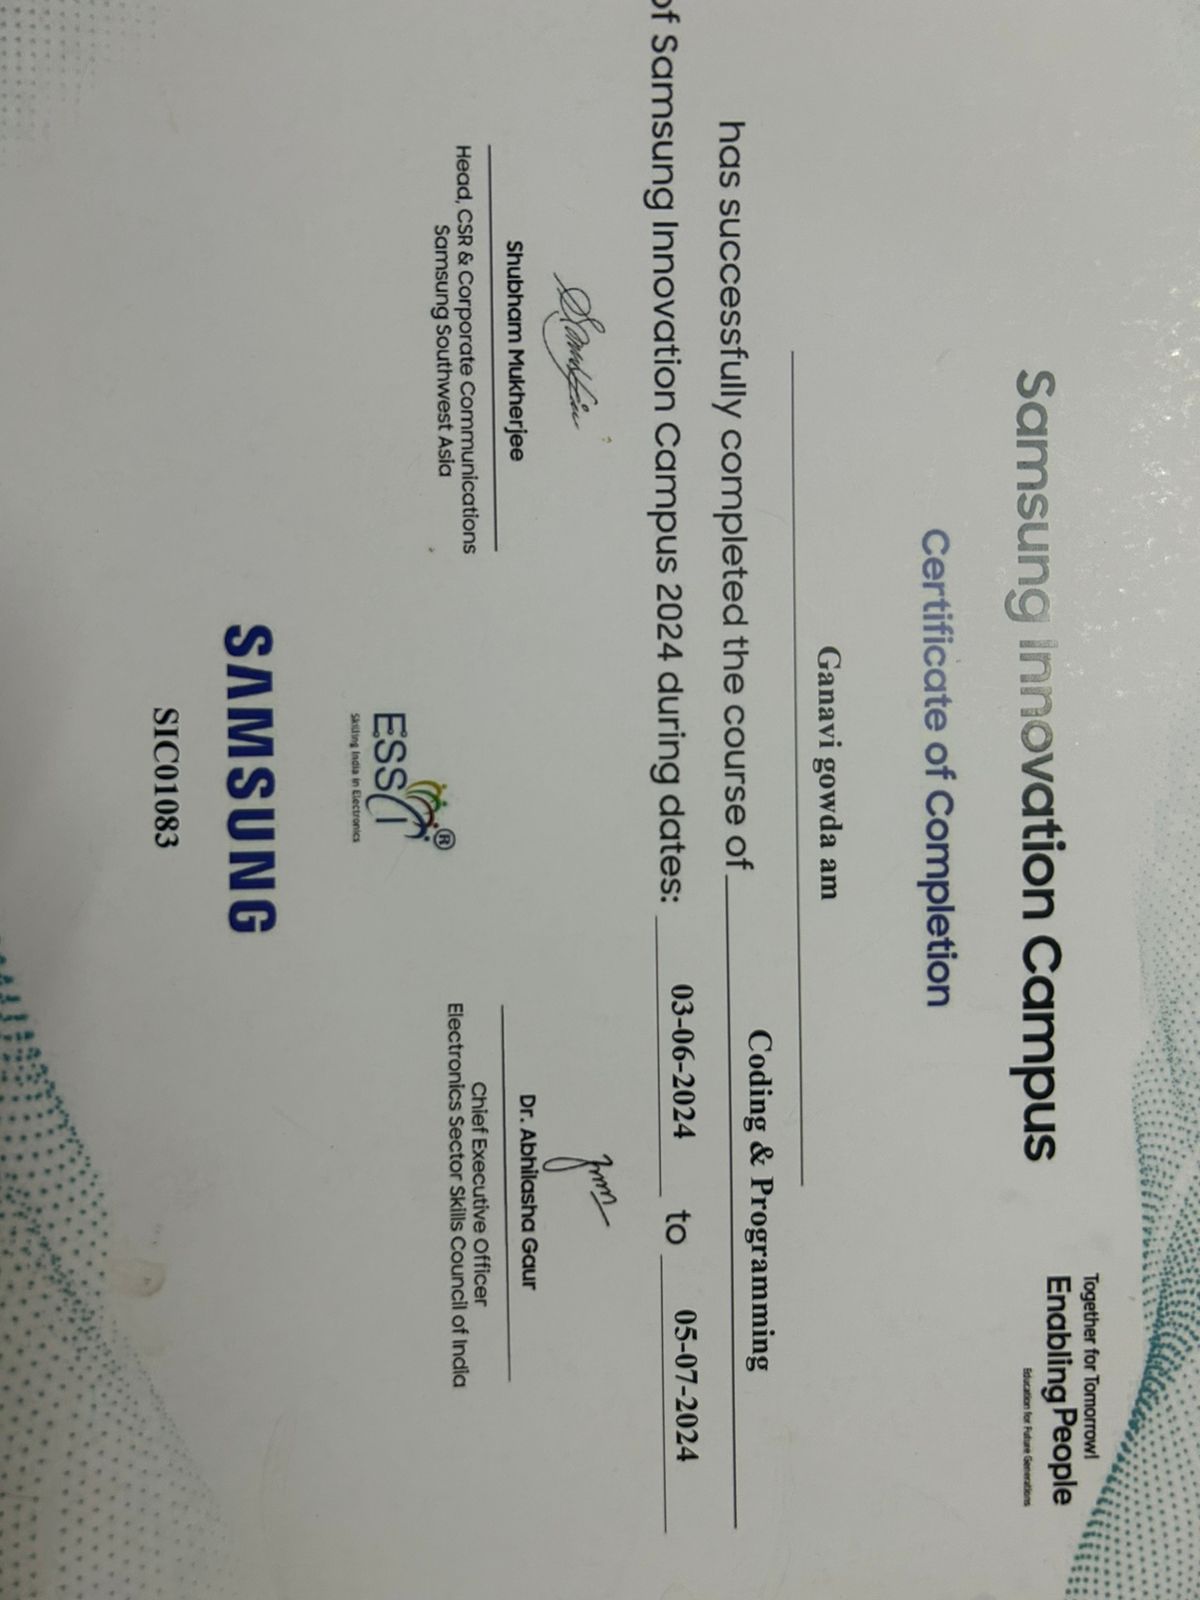 Together for Tomorrow!
Enabling People
Education for Future Generations
Samsung Innovation Campus
Certificate of Completion
Ganavi gowda am
has successfully completed the course of Coding & Programming
of Samsung Innovation Campus 2024 during dates: 03-06-2024 to 05-07-2024
Shubham Mukherjee
Head, CSR & Corporate Communications
Samsung Southwest Asia
Dr. Abhilasha Gaur
Chief Executive Officer
Electronics Sector Skills Council of India
ESSCI ®
Skilling India in Electronics
SAMSUNG
SIC01083